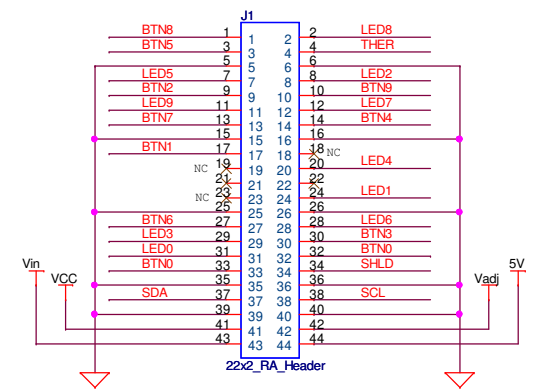 J1
BTN8 1 1 2 2 LED8
BTN5 3 3 4 4 THER
5 5 6 6
LED5 7 7 8 8 LED2
BTN2 9 9 10 10 BTN9
LED9 11 11 12 12 LED7
BTN7 13 13 14 14 BTN4
15 15 16 16
BTN1 17 17 18 18 NC
NC 19 19 20 20 LED4
21 21 22 22
NC 23 23 24 24 LED1
25 25 26 26
BTN6 27 27 28 28 LED6
LED3 29 29 30 30 BTN3
LED0 31 31 32 32 BTN0
BTN0 33 33 34 34 SHLD
Vin 5V
VCC 35 35 36 36 Vadj
SDA 37 37 38 38 SCL
39 39 40 40
41 41 42 42
43 43 44 44
22x2_RA_Header